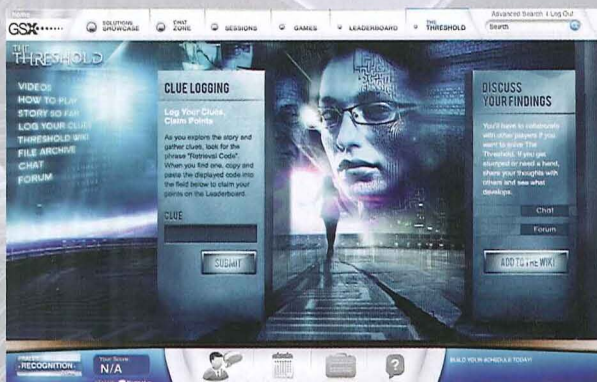 GSX
SOLUTIONS
SHOWCASE
CHAT
ZONE
SESSIONS
GAMES
LEADERBOARD
THE
THRESHOLD
Advanced Search | Log Out
Search
THE
THRESHOLD
VIDEOS
HOW TO PLAY
STORY SO FAR
LOG YOUR CLUES
THRESHOLD WIKI
FILE ARCHIVE
CHAT
FORUM
CLUE LOGGING
Log Your Clues,
Claim Points
As you explore the story and
gather clues, look for the
phrase "Retrieval Code".
When you find one, copy and
paste the displayed code into
the field below to claim your
points on the Leaderboard.
CLUE
SUBMIT
DISCUSS
YOUR FINDINGS
You'll have to collaborate
with other players if you
want to solve The
Threshold. If you get
stumped or need a hand,
share your thoughts with
others and see what
develops.
Chat
Forum
ADD TO THE WIKI
RECOGNITION
Your Score:
N/A
BUILD YOUR SCHEDULE TODAY!